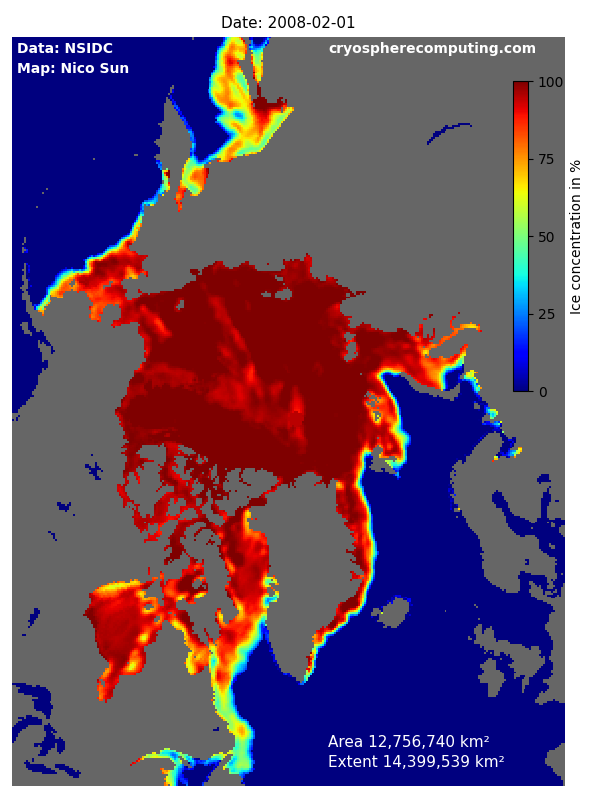 Date: 2008-02-01
Data: NSIDC
Map: Nico Sun
cryospherecomputing.com
100
75
50
25
0
Ice concentration in %
Area 12,756,740 km²
Extent 14,399,539 km²